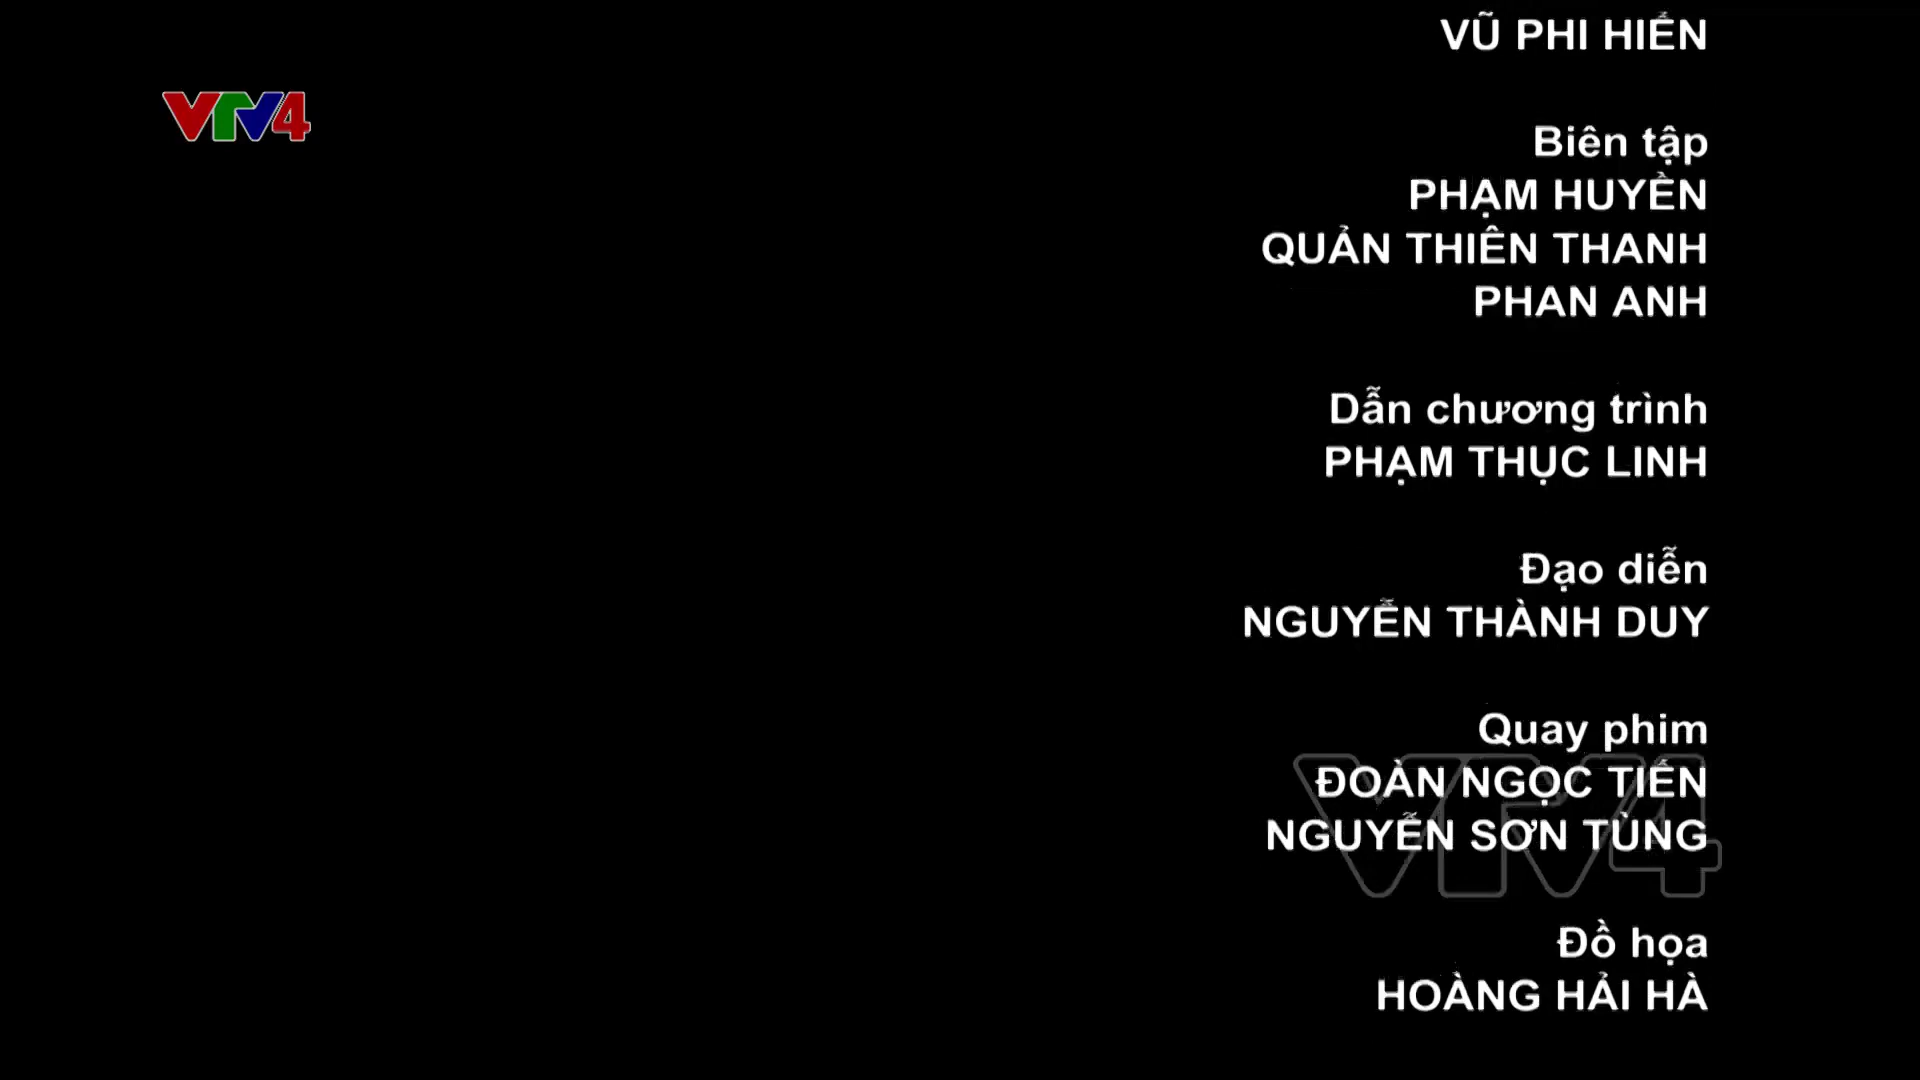 VŨ PHI HIỂN
VTV4
Biên tập
PHẠM HUYỀN
QUẢN THIÊN THANH
PHAN ANH
Dẫn chương trình
PHẠM THỤC LINH
Đạo diễn
NGUYỄN THÀNH DUY
Quay phim
ĐOÀN NGỌC TIẾN
NGUYỄN SƠN TÙNG
VTV4
Đồ họa
HOÀNG HẢI HÀ